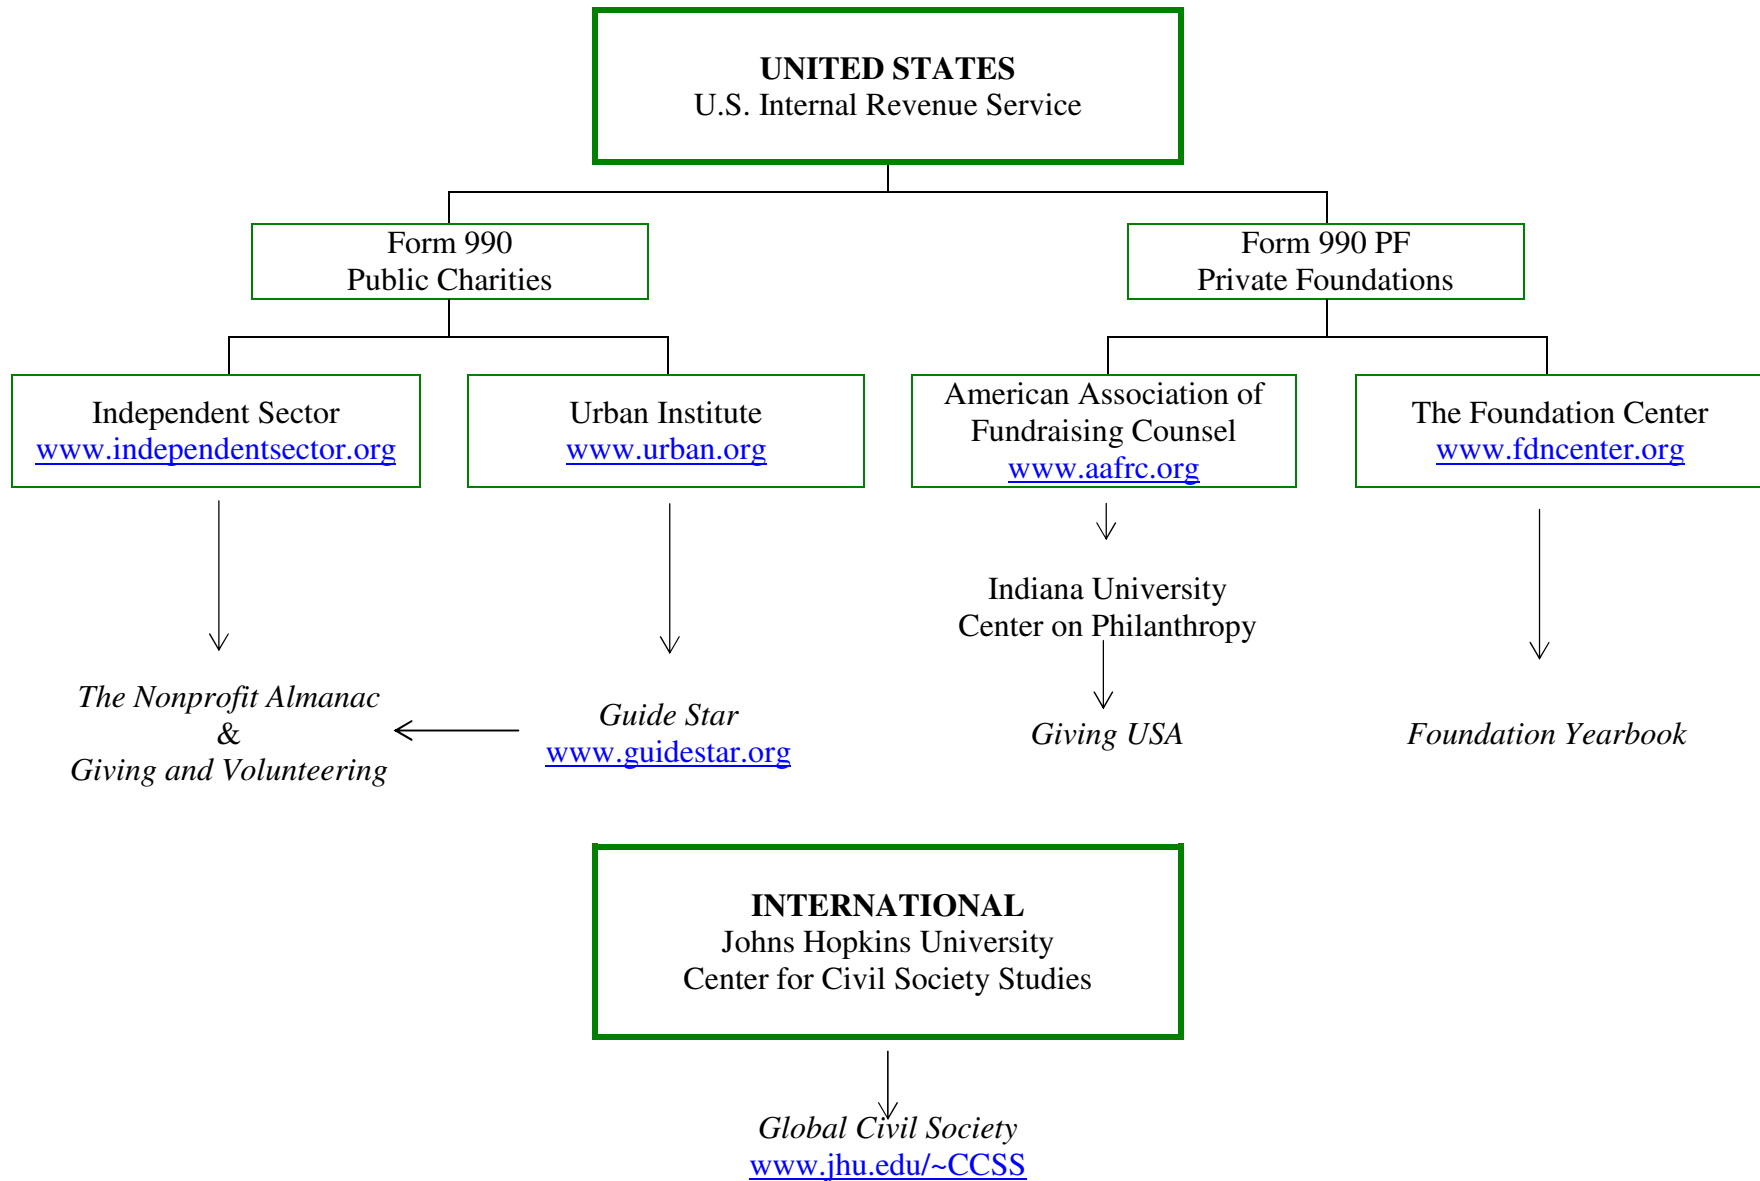 UNITED STATES
U.S. Internal Revenue Service
Form 990
Public Charities
Form 990 PF
Private Foundations
Independent Sector
www.independentsector.org
Urban Institute
www.urban.org
American Association of
Fundraising Counsel
www.aafrc.org
The Foundation Center
www.fdncenter.org
Indiana University
Center on Philanthropy
The Nonprofit Almanac
&
Giving and Volunteering
Guide Star
www.guidestar.org
Giving USA
Foundation Yearbook
INTERNATIONAL
Johns Hopkins University
Center for Civil Society Studies
Global Civil Society
www.jhu.edu/~CCSS